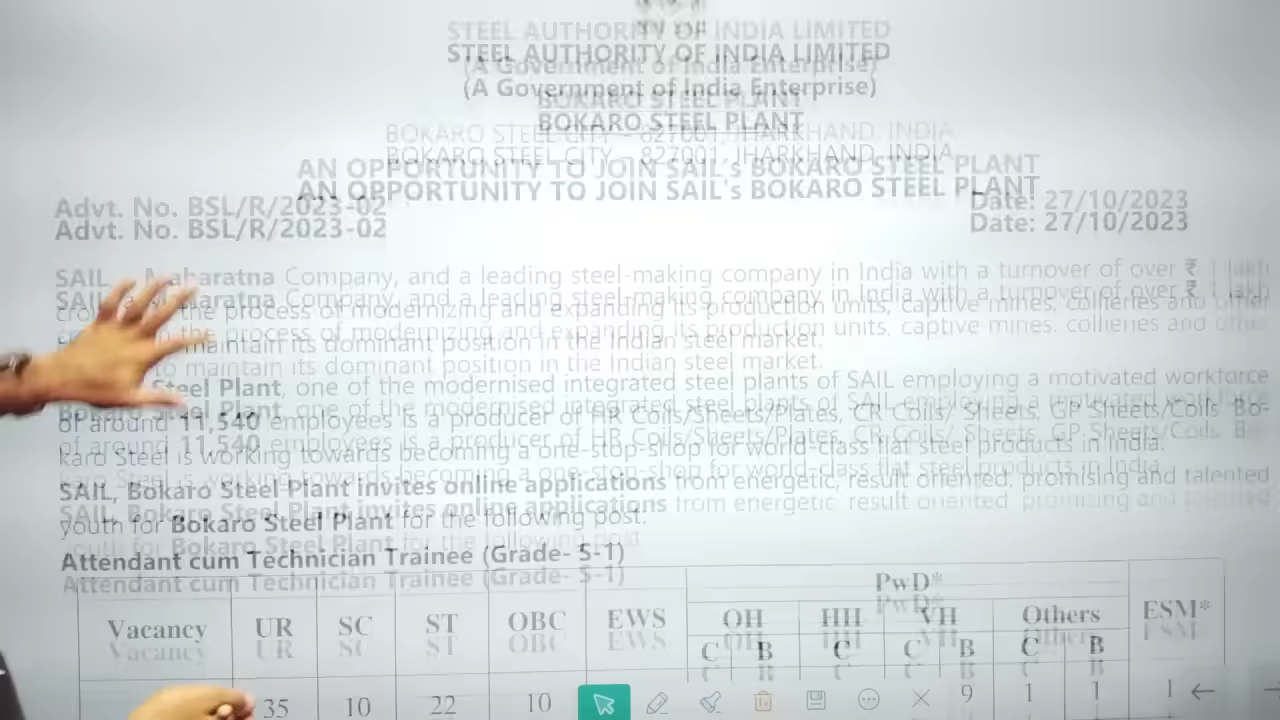 STEEL AUTHORITY OF INDIA LIMITED
(A Government of India Enterprise)
BOKARO STEEL PLANT
BOKARO STEEL CITY – 827001, JHARKHAND, INDIA
AN OPPORTUNITY TO JOIN SAIL's BOKARO STEEL PLANT
Advt. No. BSL/R/2023-02 Date: 27/10/2023
SAIL, a Maharatna Company, and a leading steel-making company in India with a turnover of over ₹ 1 lakh
the process of modernizing and expanding its production units, captive mines, collieries and other
to maintain its dominant position in the Indian steel market.
Bokaro Steel Plant, one of the modernised integrated steel plants of SAIL employing a motivated workforce
of around 11,540 employees is a producer of HR Coils/Sheets/Plates, CR Coils/ Sheets, GP Sheets/Coils. Bo-
karo Steel is working towards becoming a one-stop-shop for world-class flat steel products in India.
SAIL, Bokaro Steel Plant invites online applications from energetic, result oriented, promising and talented
youth for Bokaro Steel Plant for the following post:
Attendant cum Technician Trainee (Grade- S-1)
PwD*
Vacancy UR SC ST OBC EWS OH HH VH Others ESM*
C B C C B C B
35 10 22 10 9 1 1 1